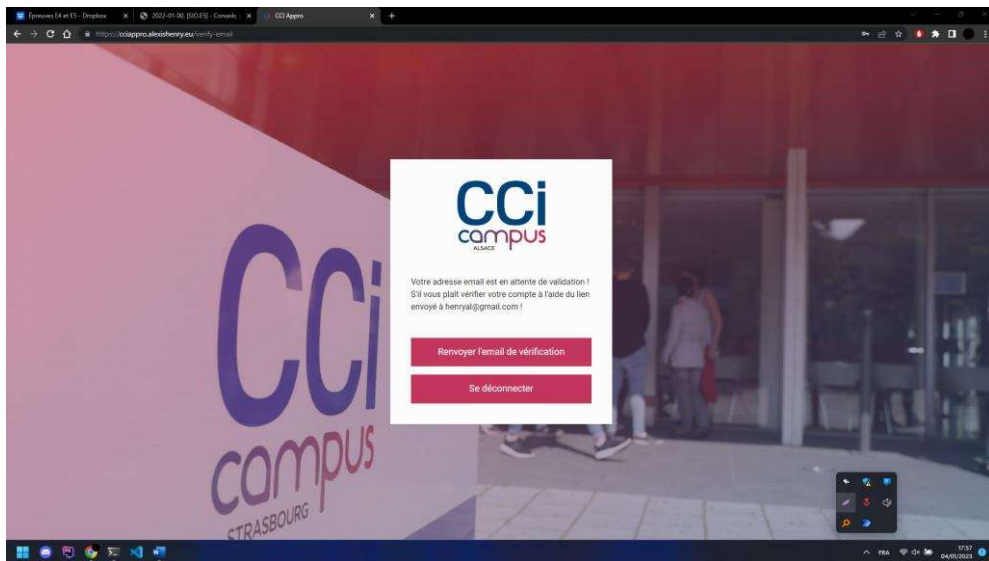 Epreuves E4 et E5 - Dropbox
2022-01-00, [SIO.E5] - Conseils,
CCI Appro
https://cciappro.alexishenry.eu/verify-email
CCi
campus
ALSACE
Votre adresse email est en attente de validation !
S'il vous plait vérifier votre compte à l'aide du lien
envoyé à henryal@gmail.com !
Renvoyer l'email de vérification
Se déconnecter
CCi
campus
STRASBOURG
FRA
17:57
04/01/2023